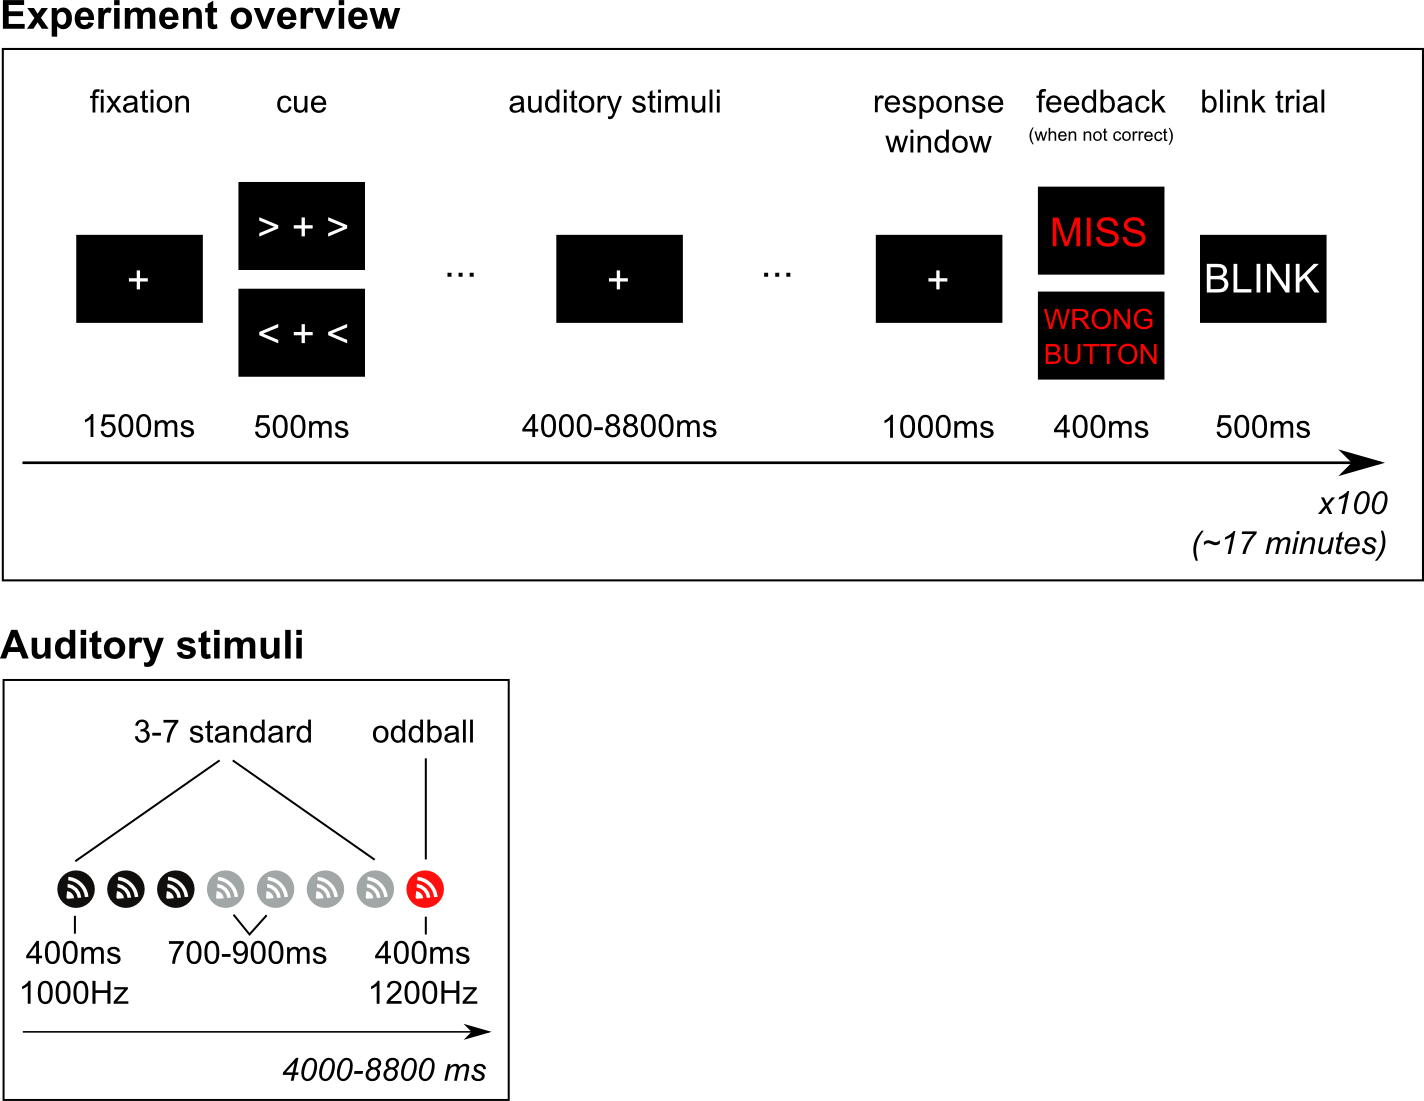 Experiment overview
fixation
cue
auditory stimuli
response
window
feedback
(when not correct)
blink trial
+
> + >
< + <
...
+
...
+
MISS
WRONG
BUTTON
BLINK
1500ms
500ms
4000-8800ms
1000ms
400ms
500ms
x100
(~17 minutes)
Auditory stimuli
3-7 standard
oddball
400ms
1000Hz
700-900ms
400ms
1200Hz
4000-8800 ms